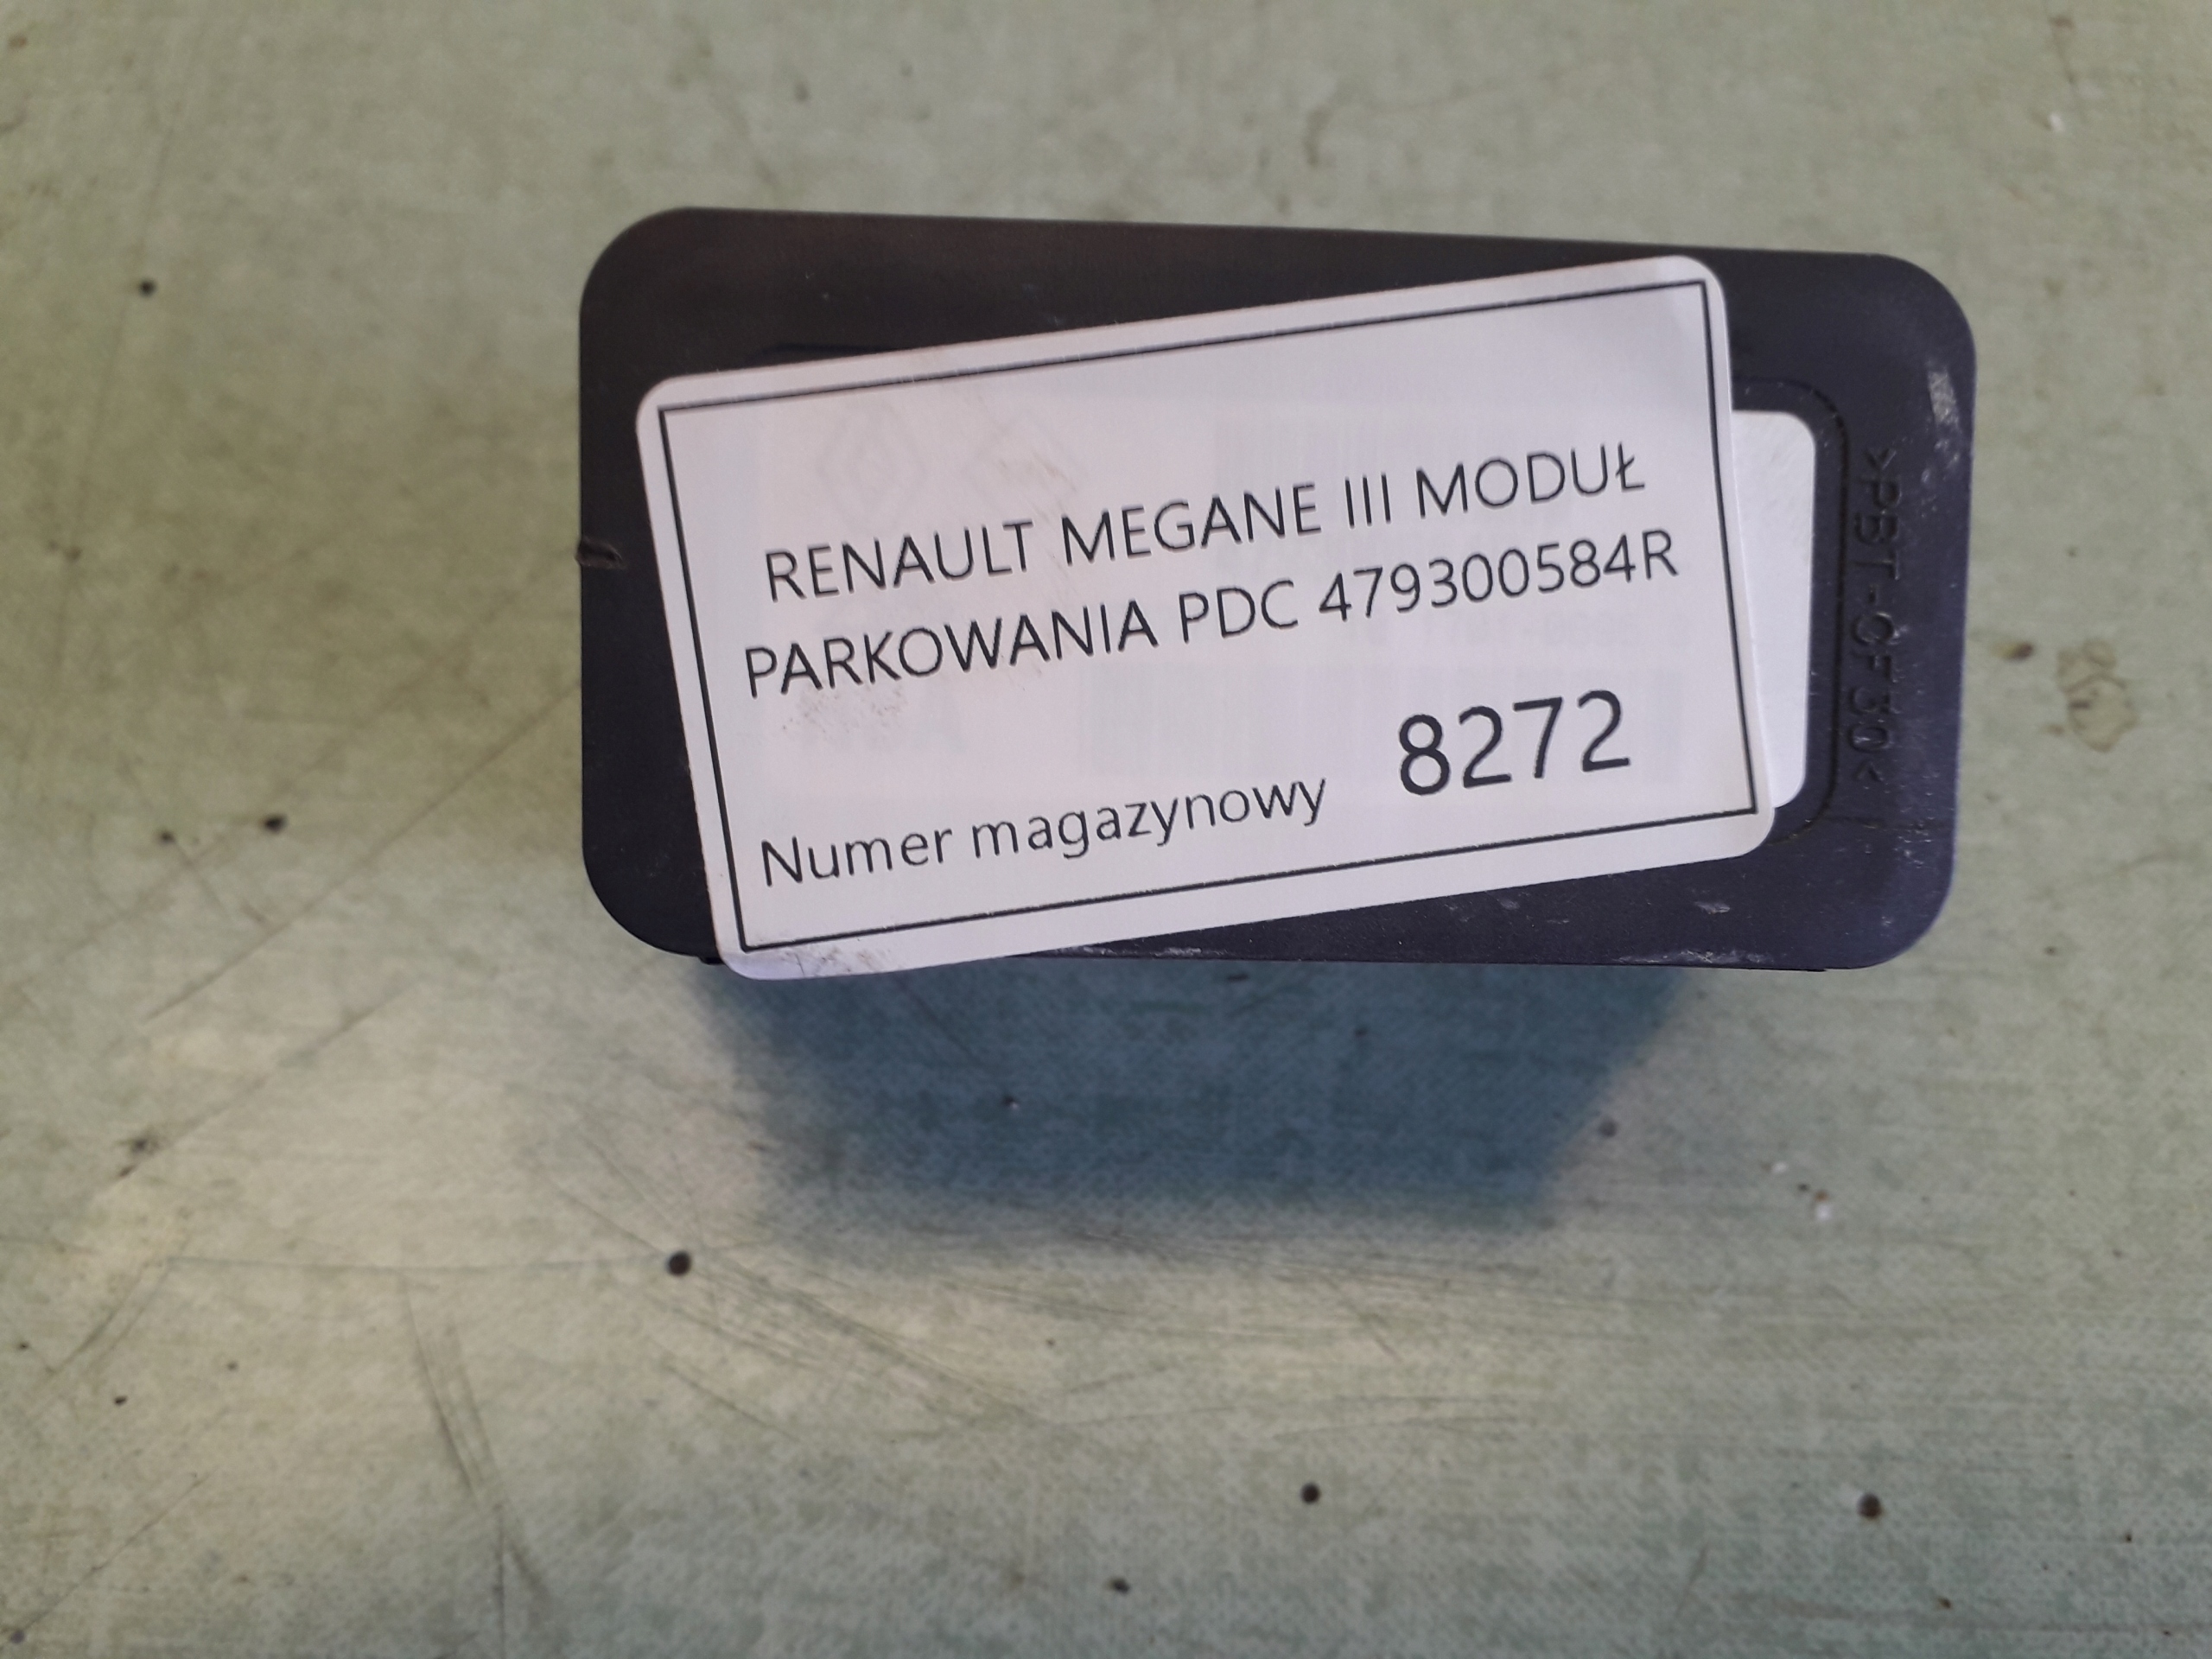 RENAULT MEGANE III MODUŁ
PARKOWANIA PDC 479300584R
Numer magazynowy 8272
>PBT-GF30<